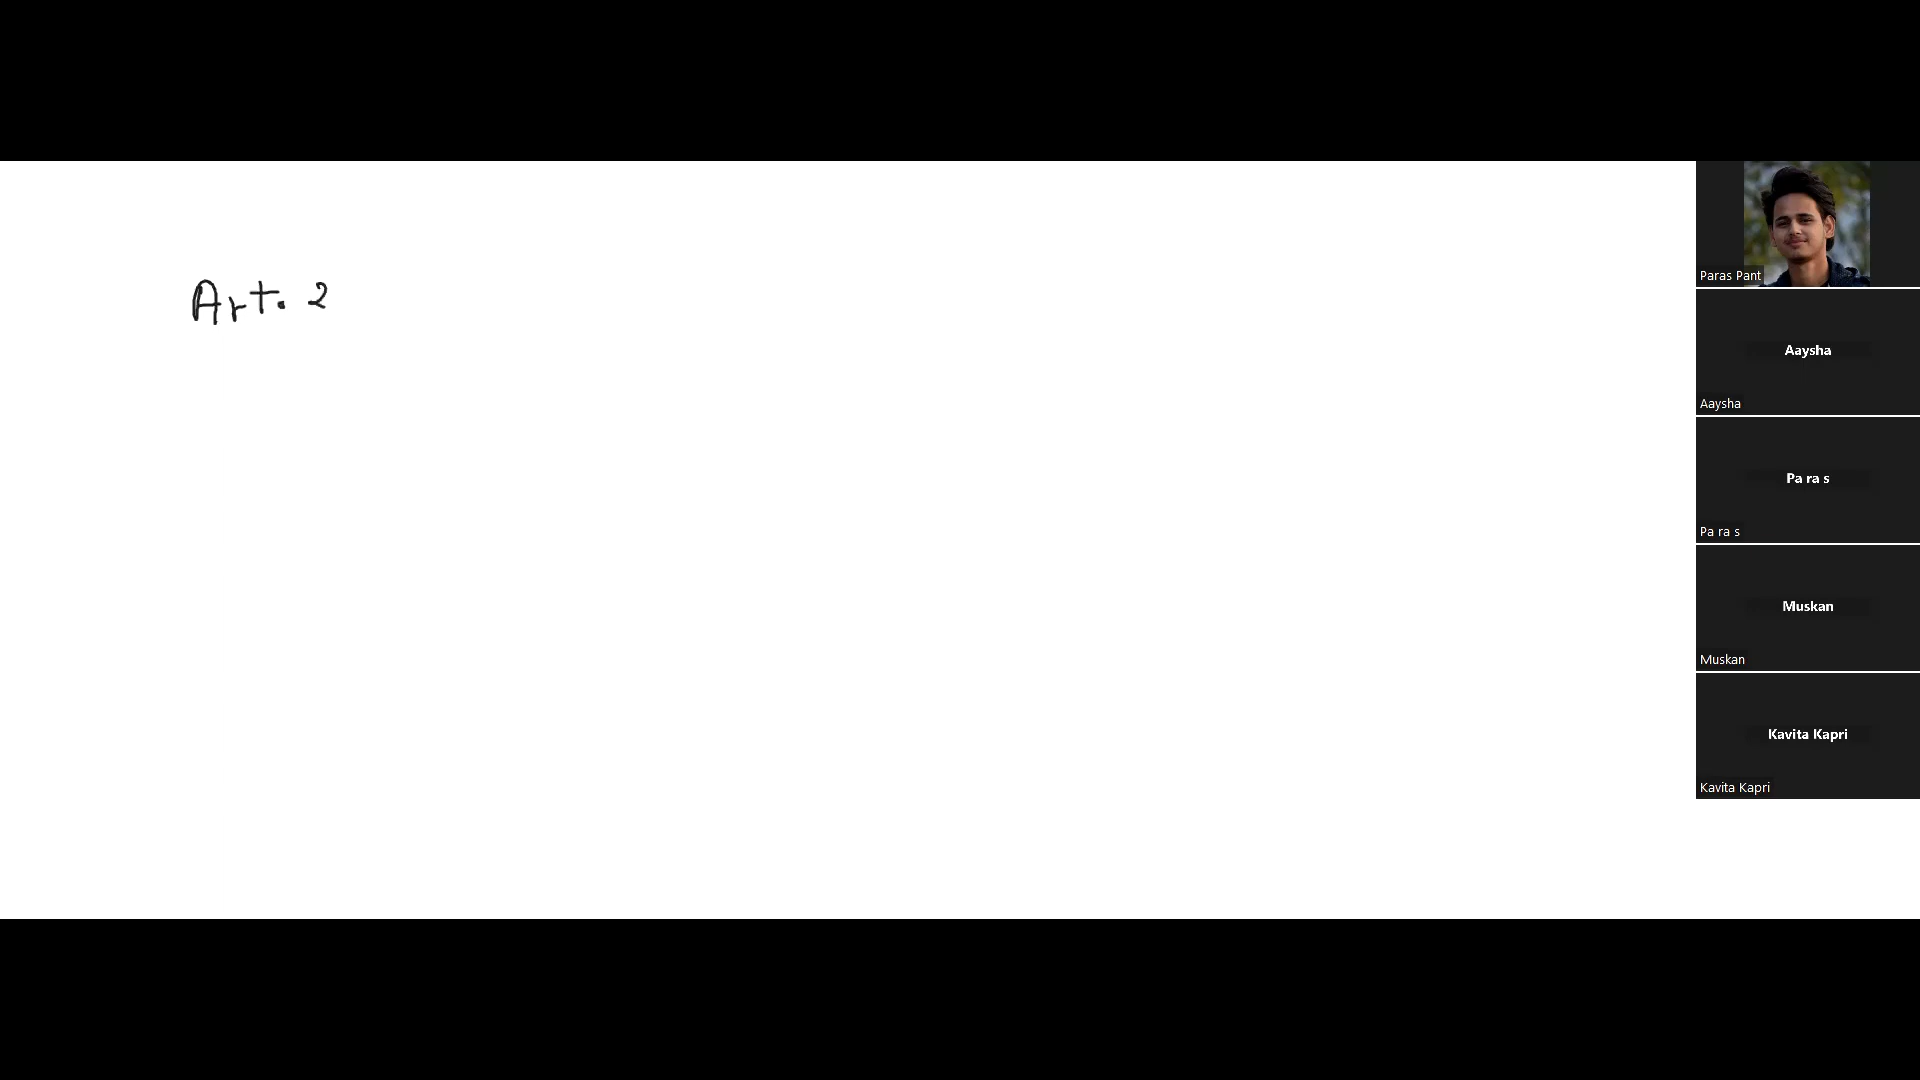 Art. 2
Paras Pant
Aaysha
Aaysha
Pa ra s
Pa ra s
Muskan
Muskan
Kavita Kapri
Kavita Kapri